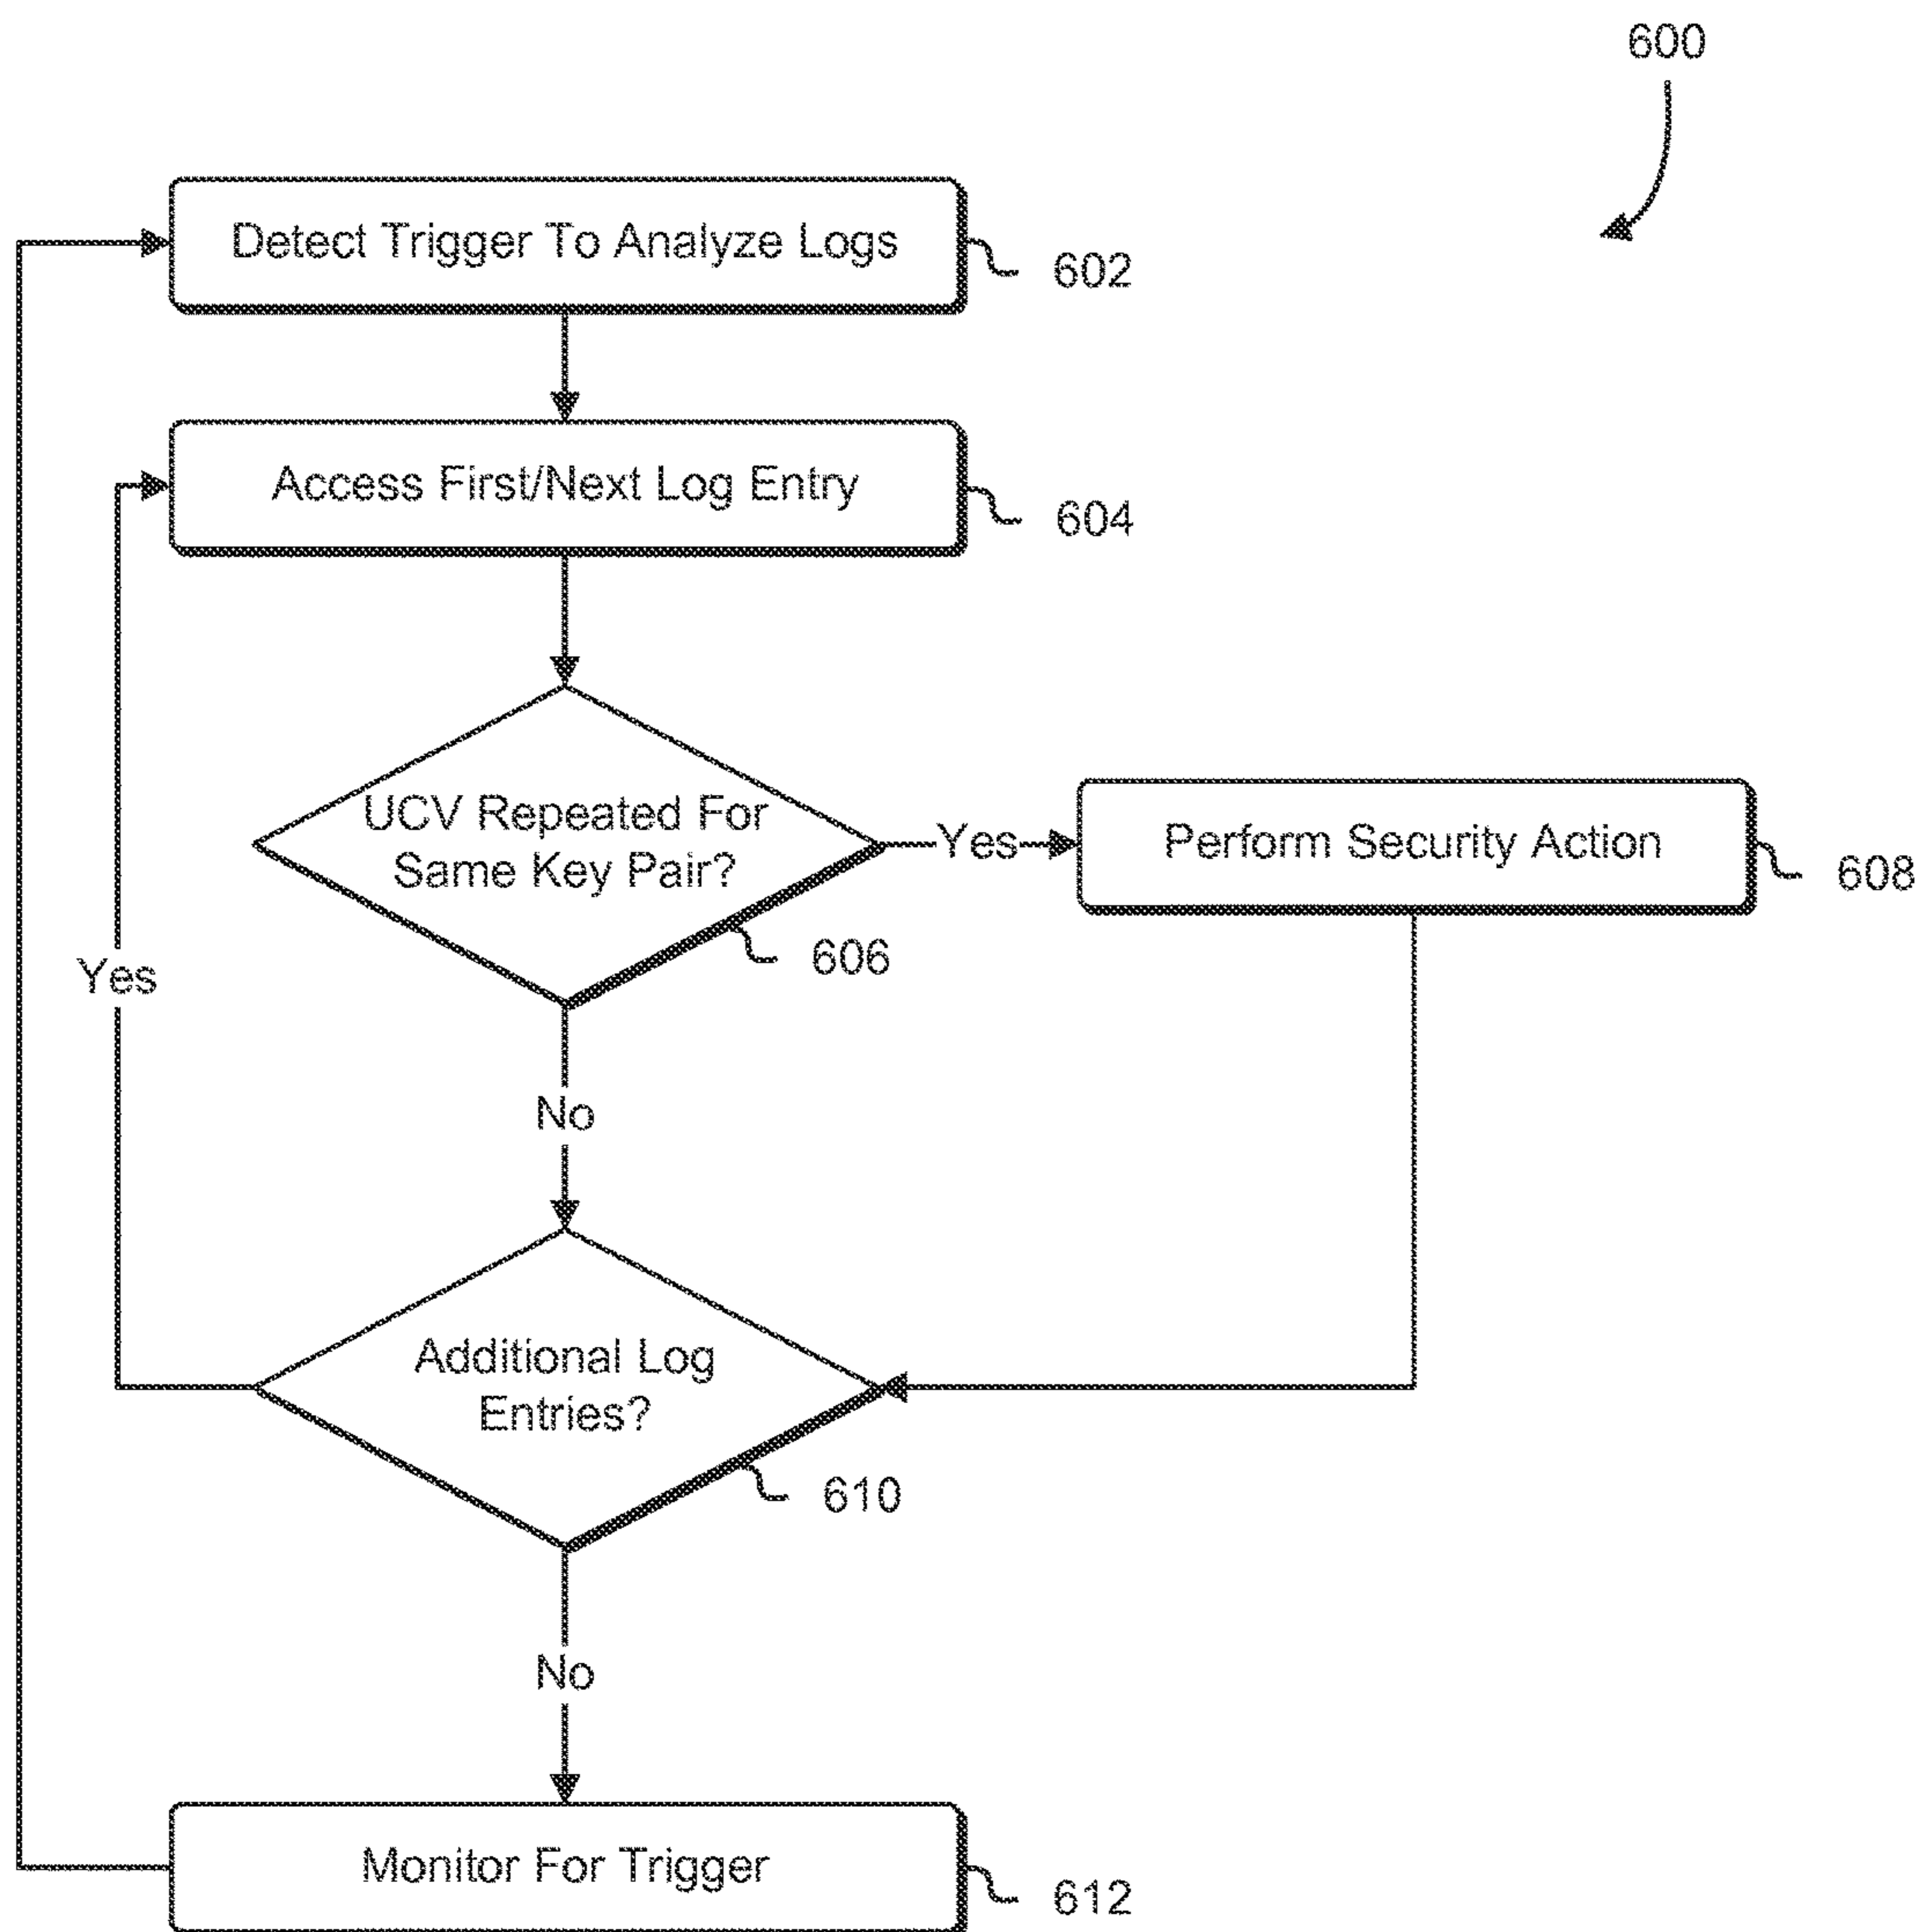 600
Detect Trigger To Analyze Logs
602
Access First/Next Log Entry
604
UCV Repeated For
Same Key Pair?
606
Yes
Perform Security Action
608
Yes
No
Additional Log
Entries?
610
No
Monitor For Trigger
612